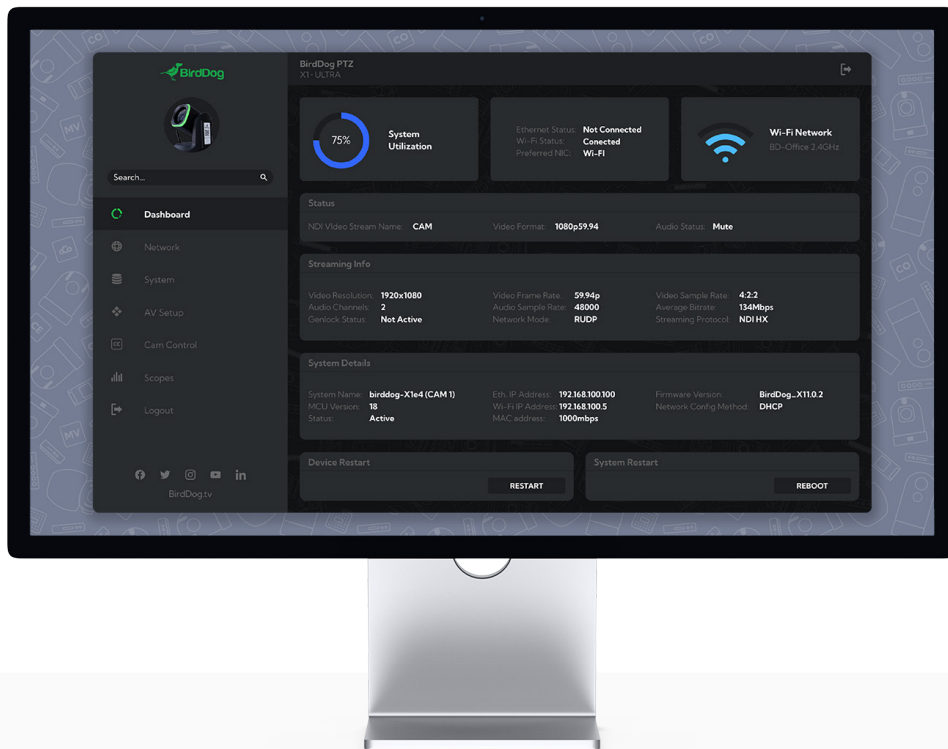 BirdDog
Search...
Dashboard
Network
System
AV Setup
Cam Control
Scopes
Logout
BirdDog.tv
BirdDog PTZ
X1- ULTRA
75%
System
Utilization
Ethernet Status: Not Connected
Wi-Fi Status: Conected
Preferred NIC: Wi-FI
Wi-Fi Network
BD-Office 2,4GHz
Status
NDI VIdeo Stream Name: CAM
Video Format: 1080p59.94
Audio Status: Mute
Streaming Info
Video Resolution: 1920x1080
Video Frame Rate: 59.94p
Video Sample Rate: 4:2:2
Audio Channels: 2
Audio Sample Rate: 48000
Average Bitrate: 134Mbps
Genlock Status: Not Active
Network Mode: RUDP
Streaming Protocol: NDI HX
System Details
System Name: birddog-X1e4 (CAM 1)
Eth. IP Address: 192.168.100.100
Firmware Version: BirdDog_X11.0.2
MCU Version: 18
Wi-Fi IP Address: 192.168.100.5
Network Config Method: DHCP
Status: Active
MAC address: 1000mbps
Device Restart
RESTART
System Restart
REBOOT